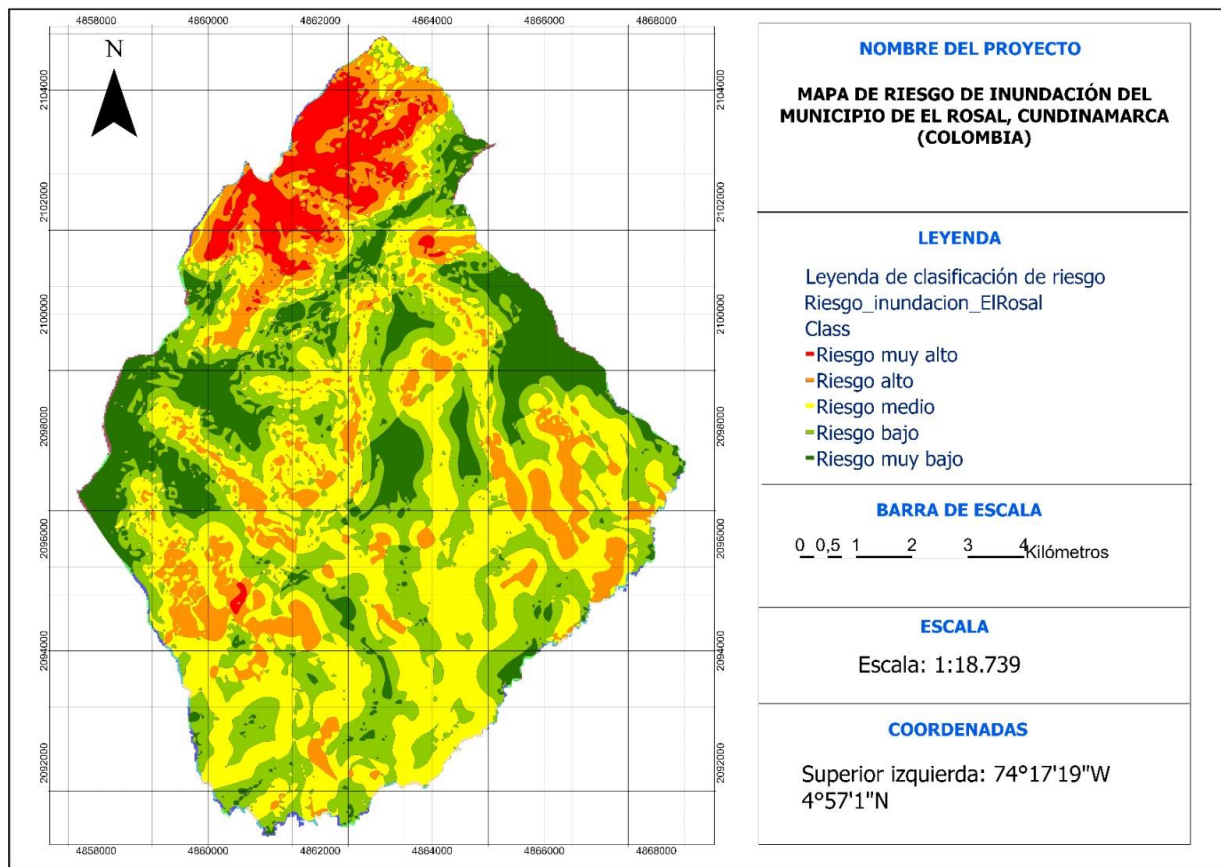 4858000 4860000 4862000 4864000 4866000 4868000
N
2104000 2104000
2102000 2102000
2100000 2100000
2098000 2098000
2096000 2096000
2094000 2094000
2092000 2092000
4858000 4860000 4862000 4864000 4866000 4868000
NOMBRE DEL PROYECTO
MAPA DE RIESGO DE INUNDACIÓN DEL
MUNICIPIO DE EL ROSAL, CUNDINAMARCA
(COLOMBIA)
LEYENDA
Leyenda de clasificación de riesgo
Riesgo_inundacion_ElRosal
Class
Riesgo muy alto
Riesgo alto
Riesgo medio
Riesgo bajo
Riesgo muy bajo
BARRA DE ESCALA
0 0,5 1 2 3 4 Kilómetros
ESCALA
Escala: 1:18.739
COORDENADAS
Superior izquierda: 74°17'19"W
4°57'1"N